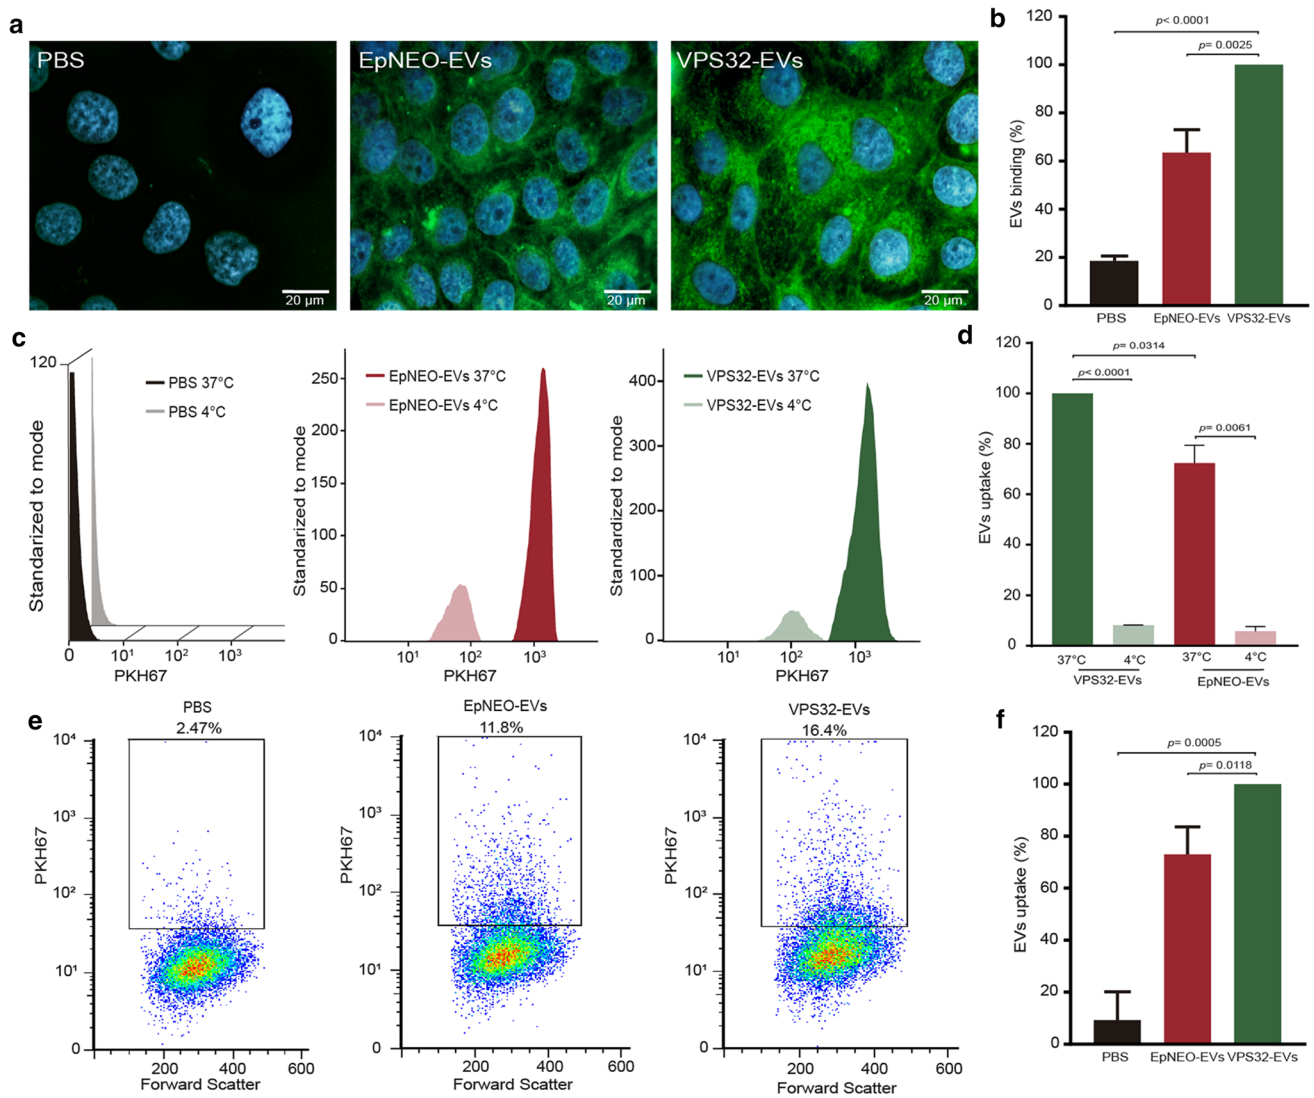 a
PBS
EpNEO-EVs
VPS32-EVs
20 µm
20 µm
20 µm
b
EVs binding (%)
120
100
80
60
40
20
0
p< 0.0001
p= 0.0025
PBS
EpNEO-EVs
VPS32-EVs
c
Standarized to mode
120
PBS 37°C
PBS 4°C
0
10¹
10²
10³
PKH67
Standarized to mode
250
200
150
100
50
0
EpNEO-EVs 37°C
EpNEO-EVs 4°C
10¹
10²
10³
PKH67
Standardized to mode
400
300
200
100
0
VPS32-EVs 37°C
VPS32-EVs 4°C
10¹
10²
10³
PKH67
d
EVs uptake (%)
120
100
80
60
40
20
0
p= 0.0314
p< 0.0001
p= 0.0061
37°C
4°C
37°C
4°C
VPS32-EVs
EpNEO-EVs
e
PBS
2.47%
PKH67
10⁴
10³
10²
10¹
0
200
400
600
Forward Scatter
EpNEO-EVs
11.8%
PKH67
10⁴
10³
10²
10¹
0
200
400
600
Forward Scatter
VPS32-EVs
16.4%
PKH67
10⁴
10³
10²
10¹
0
200
400
600
Forward Scatter
f
EVs uptake (%)
120
100
80
60
40
20
0
p= 0.0005
p= 0.0118
PBS
EpNEO-EVs
VPS32-EVs